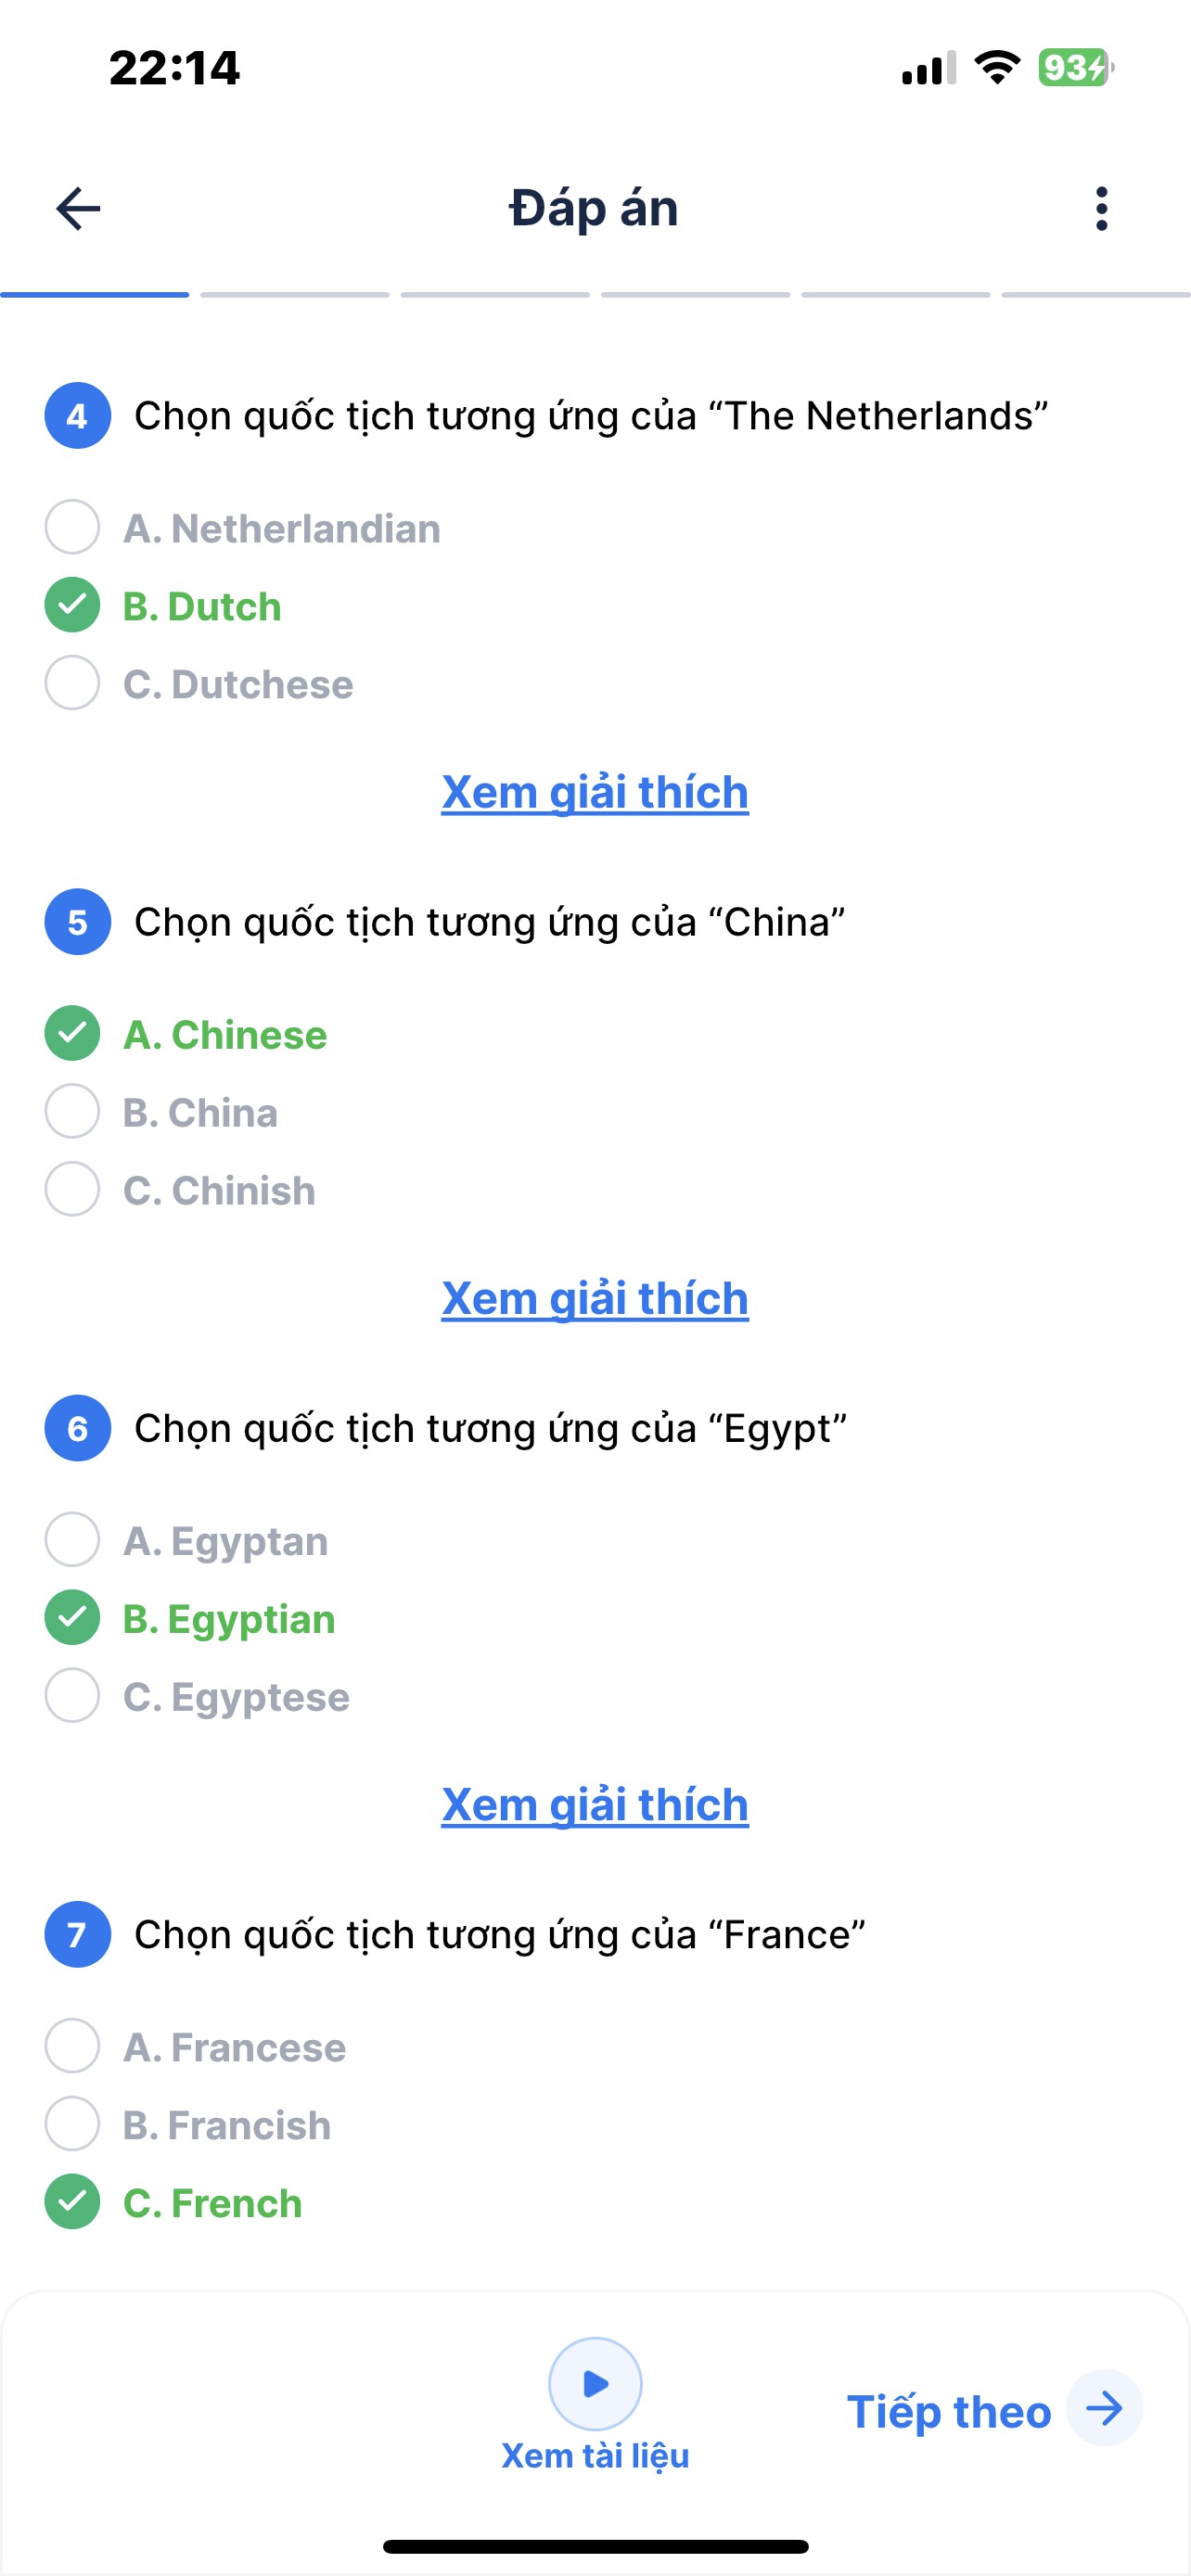 22:14
93
Đáp án
4 Chọn quốc tịch tương ứng của “The Netherlands”
A. Netherlandian
B. Dutch
C. Dutchese
Xem giải thích
5 Chọn quốc tịch tương ứng của “China”
A. Chinese
B. China
C. Chinish
Xem giải thích
6 Chọn quốc tịch tương ứng của “Egypt”
A. Egyptan
B. Egyptian
C. Egyptese
Xem giải thích
7 Chọn quốc tịch tương ứng của “France”
A. Francese
B. Francish
C. French
Tiếp theo
Xem tài liệu